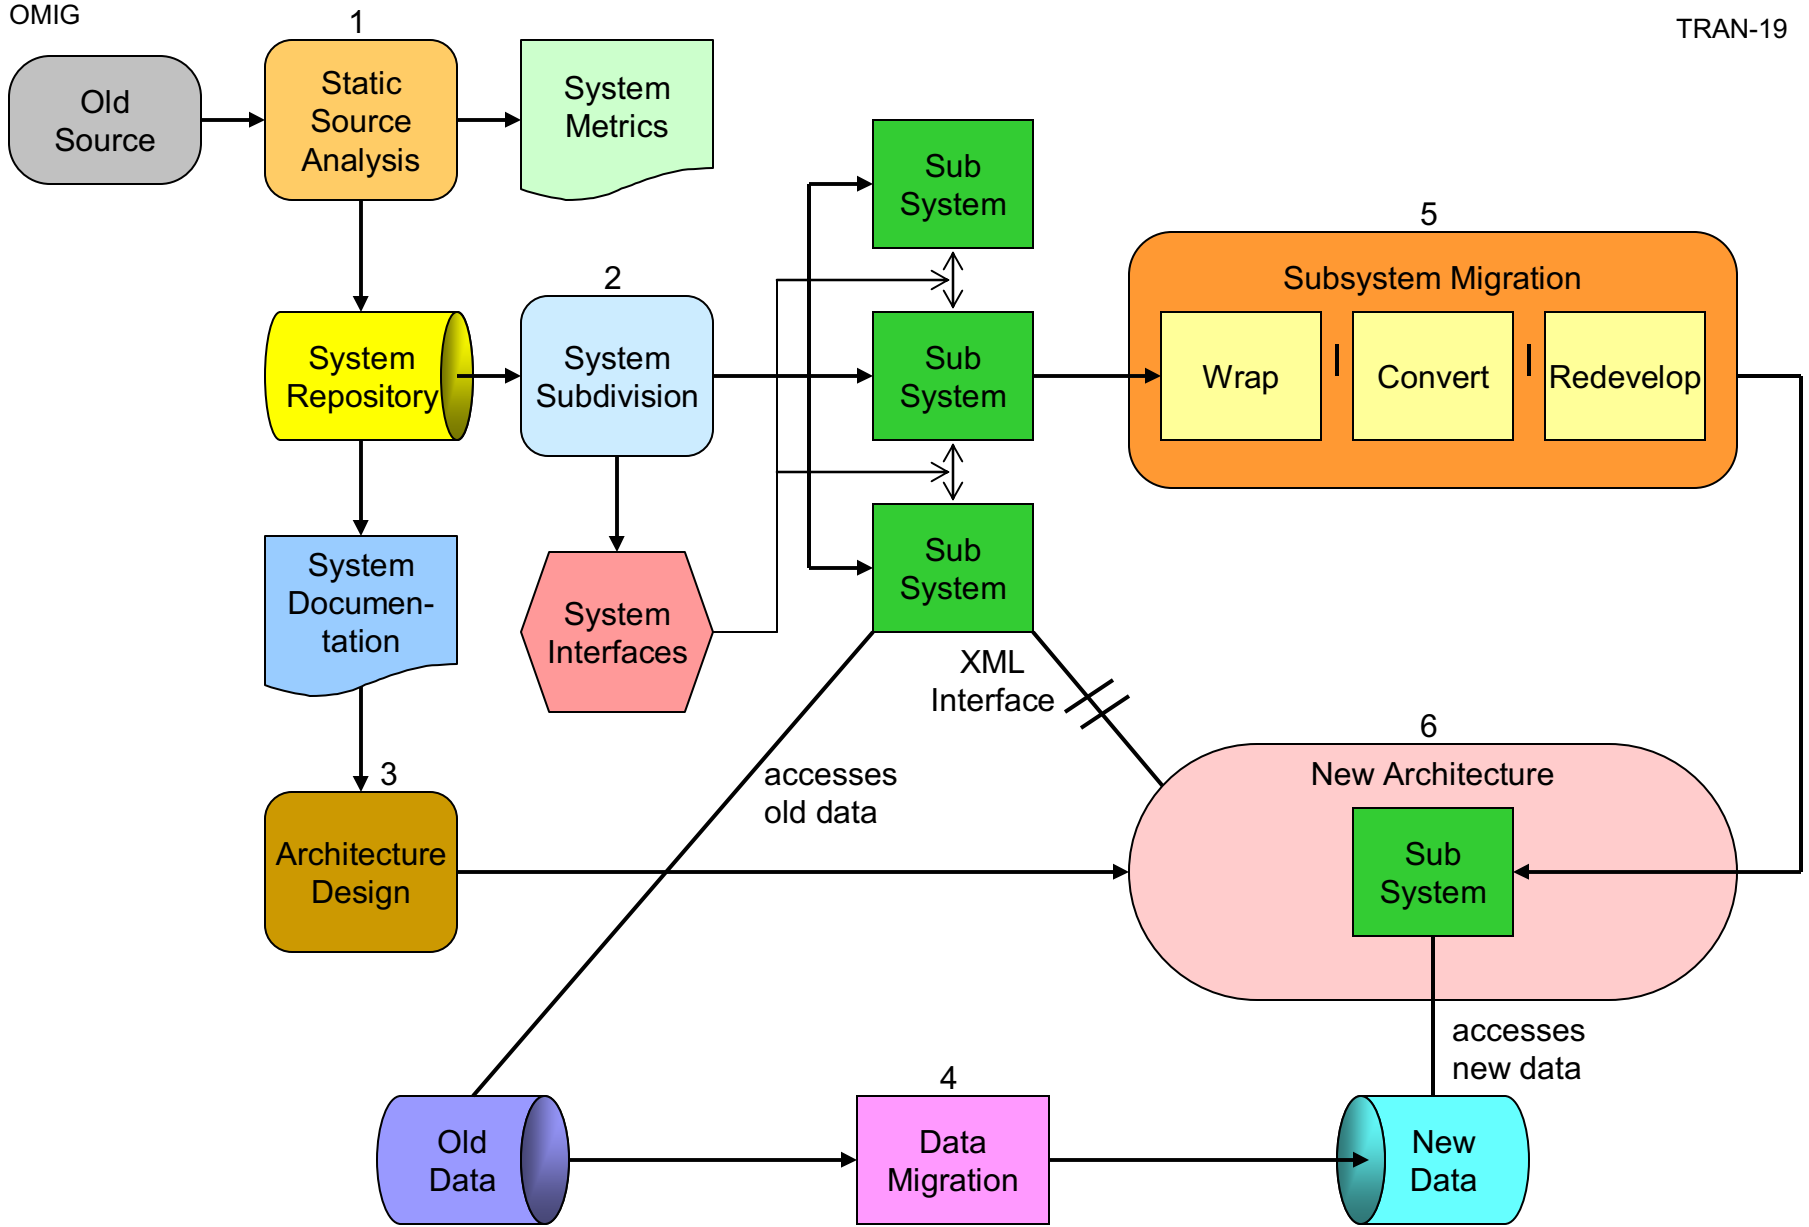 OMIG
TRAN-19
1
Old
Source
Static
Source
Analysis
System
Metrics
Sub
System
5
Subsystem Migration
Wrap
I
Convert
I
Redevelop
2
System
Repository
System
Subdivision
Sub
System
System
Documen-
tation
System
Interfaces
Sub
System
XML
Interface
accesses
old data
3
Architecture
Design
6
New Architecture
Sub
System
accesses
new data
4
Old
Data
Data
Migration
New
Data